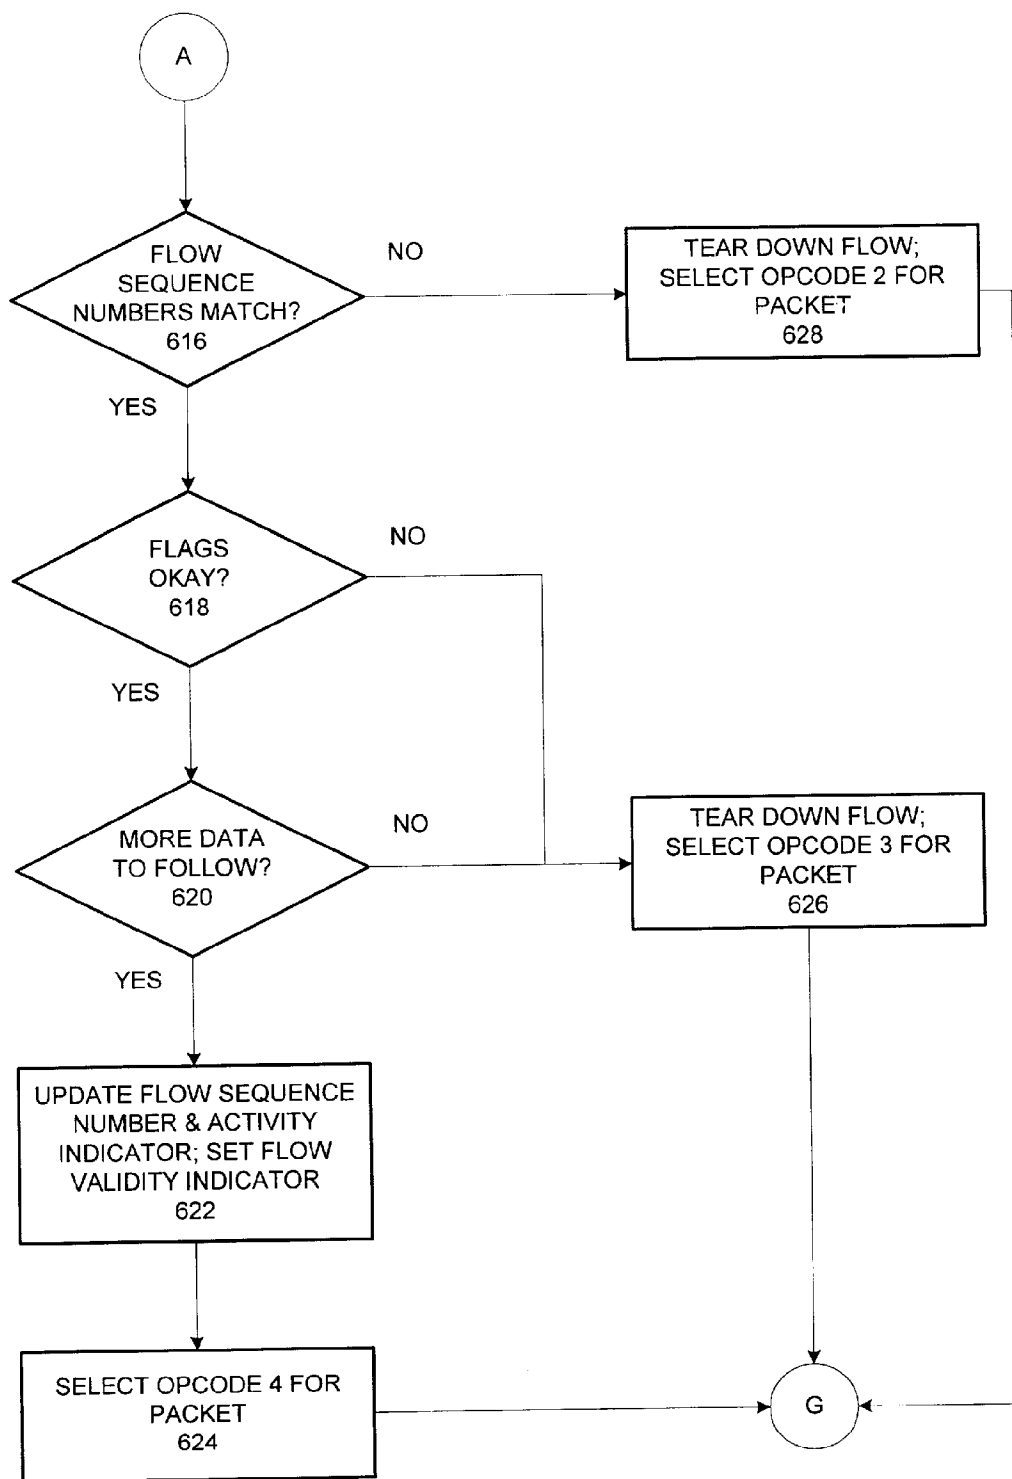 A
FLOW
SEQUENCE
NUMBERS MATCH?
616
NO
TEAR DOWN FLOW;
SELECT OPCODE 2 FOR
PACKET
628
YES
FLAGS
OKAY?
618
NO
YES
MORE DATA
TO FOLLOW?
620
NO
TEAR DOWN FLOW;
SELECT OPCODE 3 FOR
PACKET
626
YES
UPDATE FLOW SEQUENCE
NUMBER & ACTIVITY
INDICATOR; SET FLOW
VALIDITY INDICATOR
622
SELECT OPCODE 4 FOR
PACKET
624
G